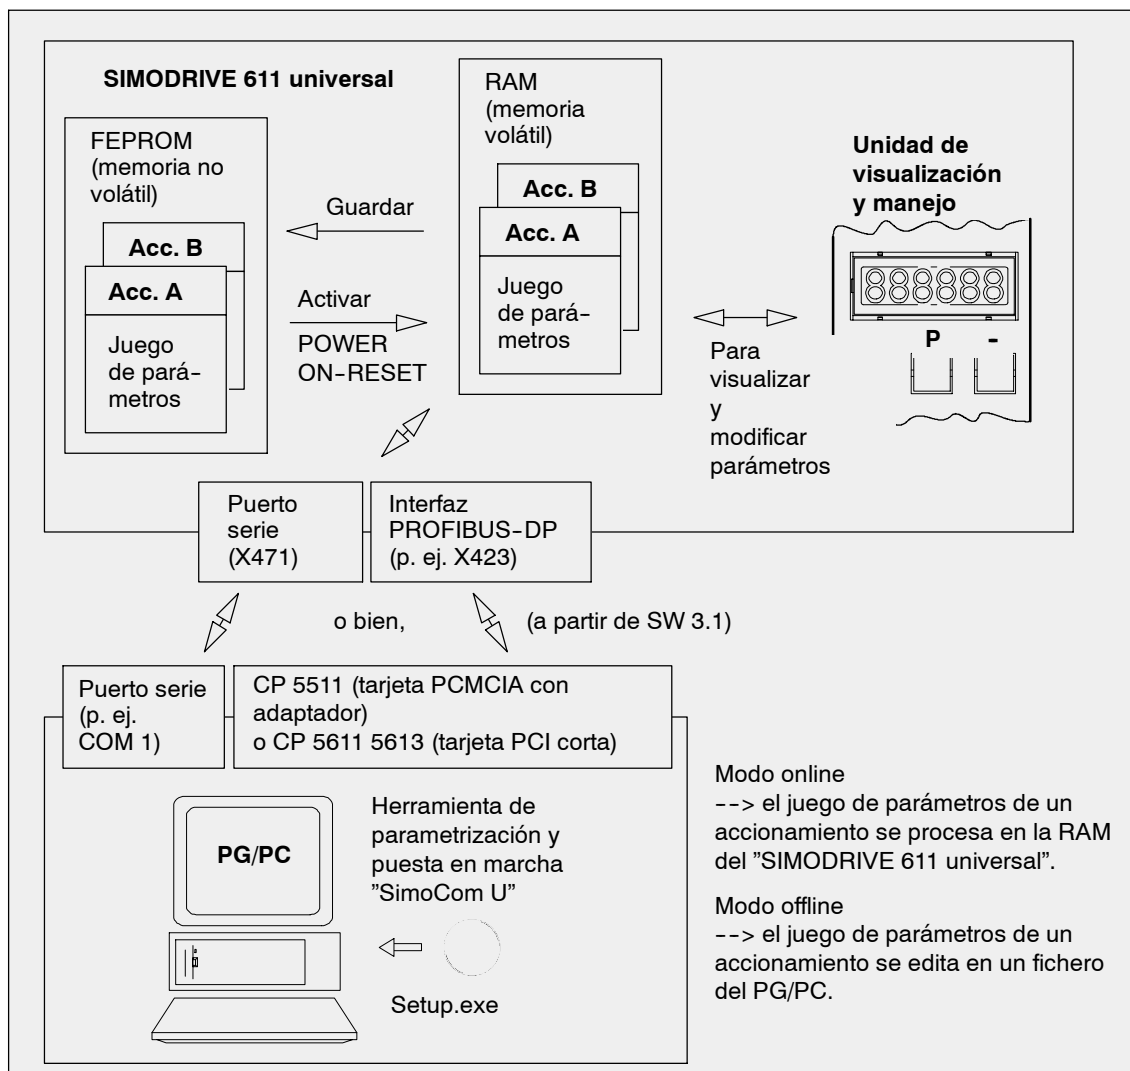 SIMODRIVE 611 universal
FEPROM
(memoria no
volátil)
Acc. B
Acc. A
Juego
de pará-
metros
Guardar
Activar
POWER
ON-RESET
RAM
(memoria
volátil)
Acc. B
Acc. A
Juego
de pará-
metros
Para
visualizar
y
modificar
parámetros
Unidad de
visualización
y manejo
P
-
Puerto
serie
(X471)
Interfaz
PROFIBUS-DP
(p. ej. X423)
o bien,
(a partir de SW 3.1)
Puerto serie
(p. ej.
COM 1)
CP 5511 (tarjeta PCMCIA con
adaptador)
o CP 5611 5613 (tarjeta PCI corta)
PG/PC
Herramienta de
parametrización y
puesta en marcha
”SimoCom U”
Setup.exe
Modo online
--> el juego de parámetros de un
accionamiento se procesa en la RAM
del ”SIMODRIVE 611 universal”.
Modo offline
--> el juego de parámetros de un
accionamiento se edita en un fichero
del PG/PC.